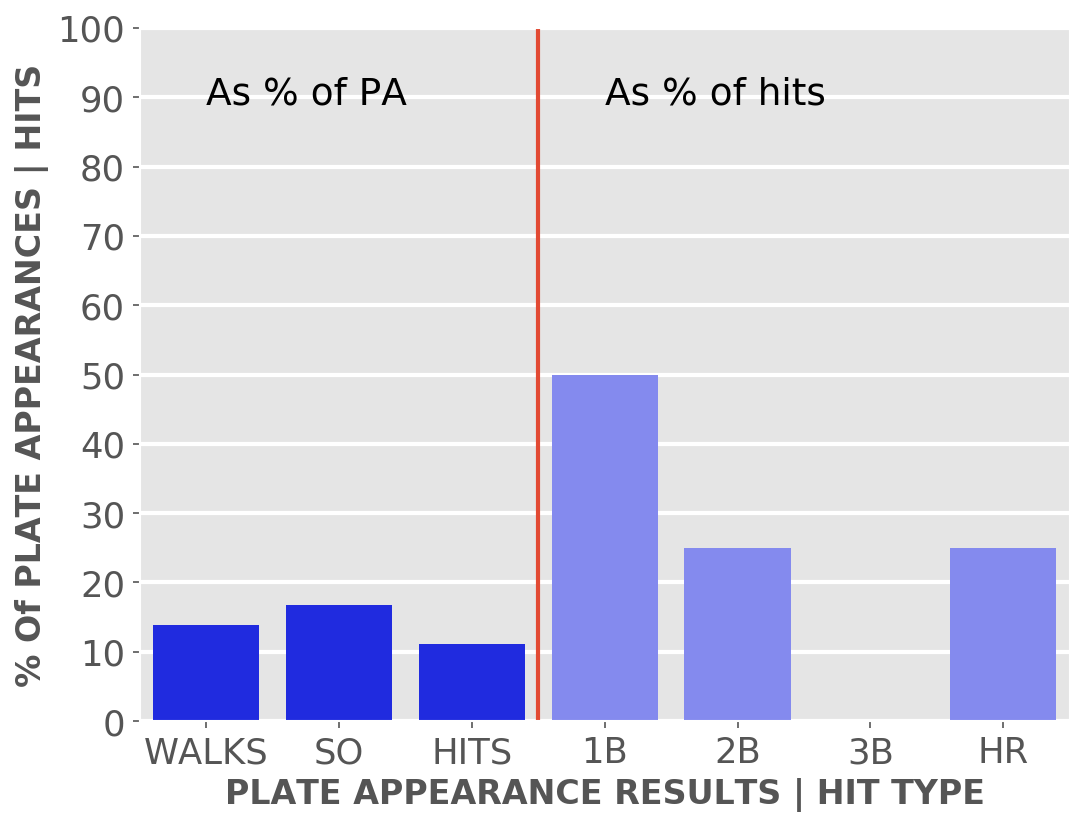 % Of PLATE APPEARANCES | HITS
100
90
80
70
60
50
40
30
20
10
0
As % of PA
As % of hits
WALKS SO HITS 1B 2B 3B HR
PLATE APPEARANCE RESULTS | HIT TYPE